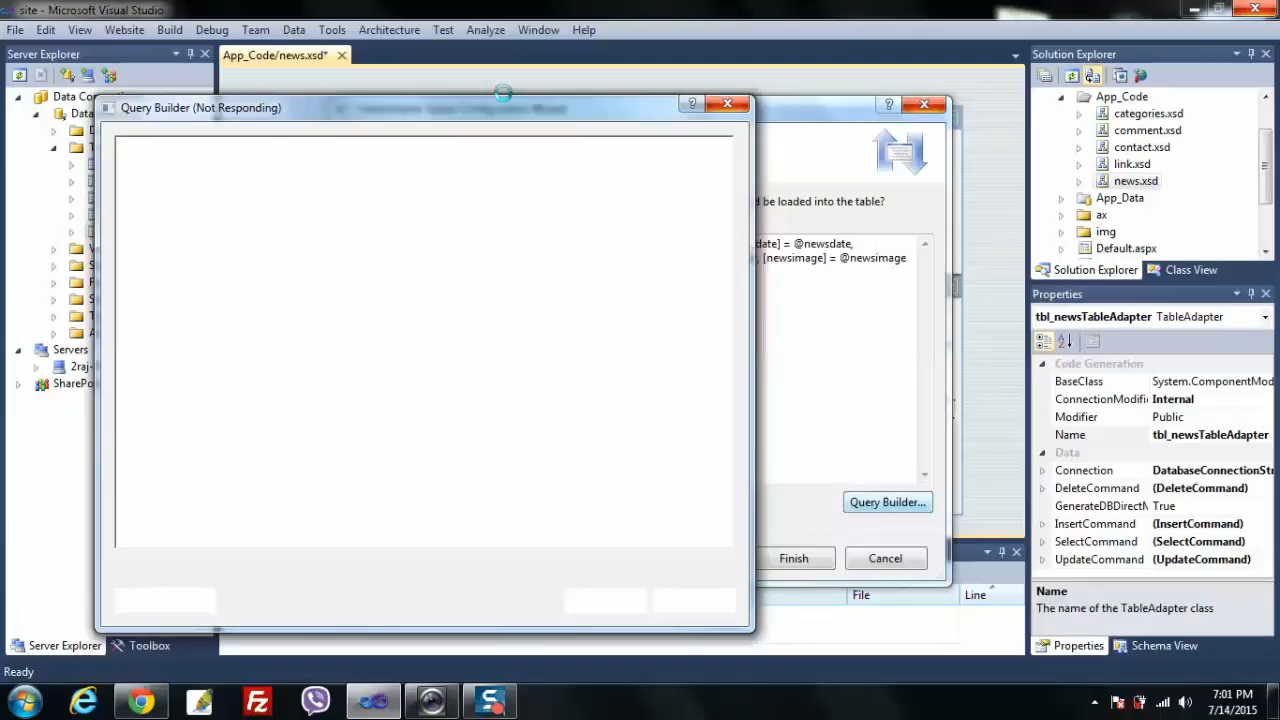 site - Microsoft Visual Studio
File Edit View Website Build Debug Team Data Tools Architecture Test Analyze Window Help
Server Explorer
App_Code/news.xsd*
Solution Explorer
Data Co
Data
Servers
2raj-
SharePo
Server Explorer
Toolbox
Query Builder (Not Responding)
d be loaded into the table?
date] = @newsdate,
, [newsimage] = @newsimage
Query Builder...
Finish
Cancel
File
Line
App_Code
categories.xsd
comment.xsd
contact.xsd
link.xsd
news.xsd
App_Data
ax
img
Default.aspx
Solution Explorer
Class View
Properties
tbl_newsTableAdapter TableAdapter
Code Generation
BaseClass System.ComponentMod
ConnectionModifi Internal
Modifier Public
Name tbl_newsTableAdapter
Data
Connection DatabaseConnectionStr
DeleteCommand (DeleteCommand)
GenerateDBDirectM True
InsertCommand (InsertCommand)
SelectCommand (SelectCommand)
UpdateCommand (UpdateCommand)
Name
The name of the TableAdapter class
Properties
Schema View
Ready
7:01 PM
7/14/2015